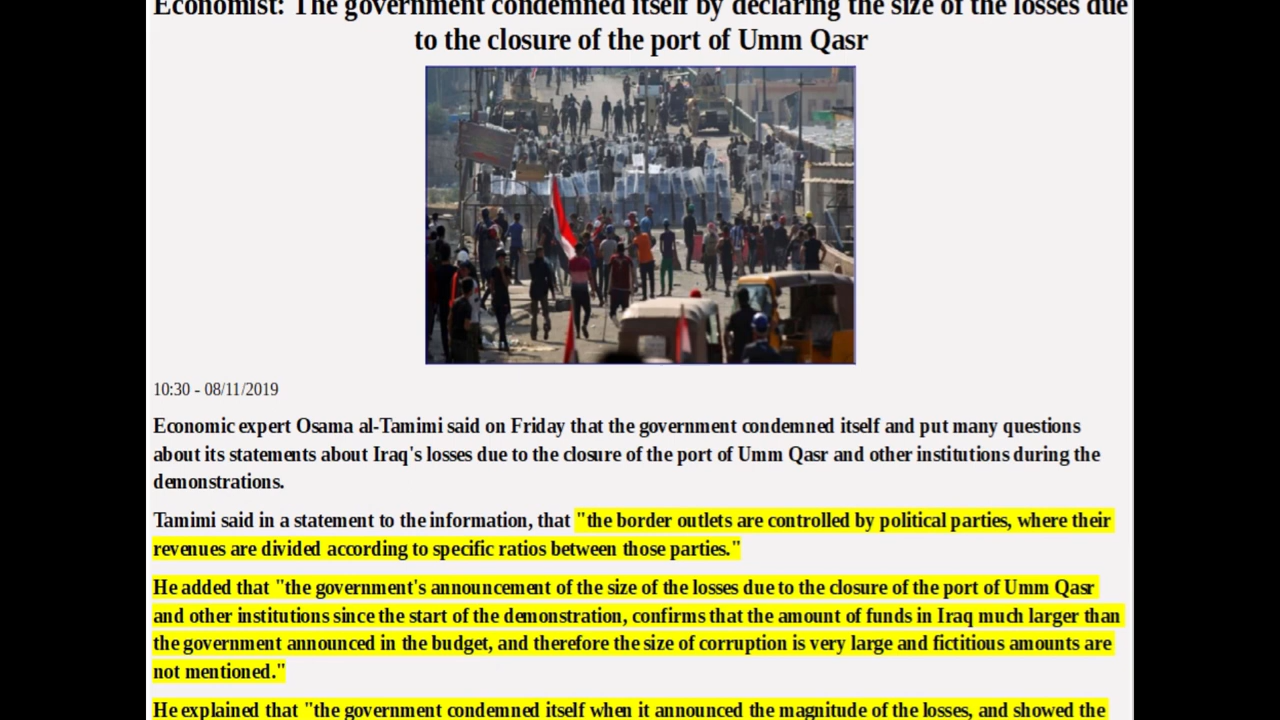 Economist: The government condemned itself by declaring the size of the losses due
to the closure of the port of Umm Qasr
10:30 - 08/11/2019
Economic expert Osama al-Tamimi said on Friday that the government condemned itself and put many questions
about its statements about Iraq's losses due to the closure of the port of Umm Qasr and other institutions during the
demonstrations.
Tamimi said in a statement to the information, that "the border outlets are controlled by political parties, where their
revenues are divided according to specific ratios between those parties."
He added that "the government's announcement of the size of the losses due to the closure of the port of Umm Qasr
and other institutions since the start of the demonstration, confirms that the amount of funds in Iraq much larger than
the government announced in the budget, and therefore the size of corruption is very large and fictitious amounts are
not mentioned."
He explained that "the government condemned itself when it announced the magnitude of the losses, and showed the